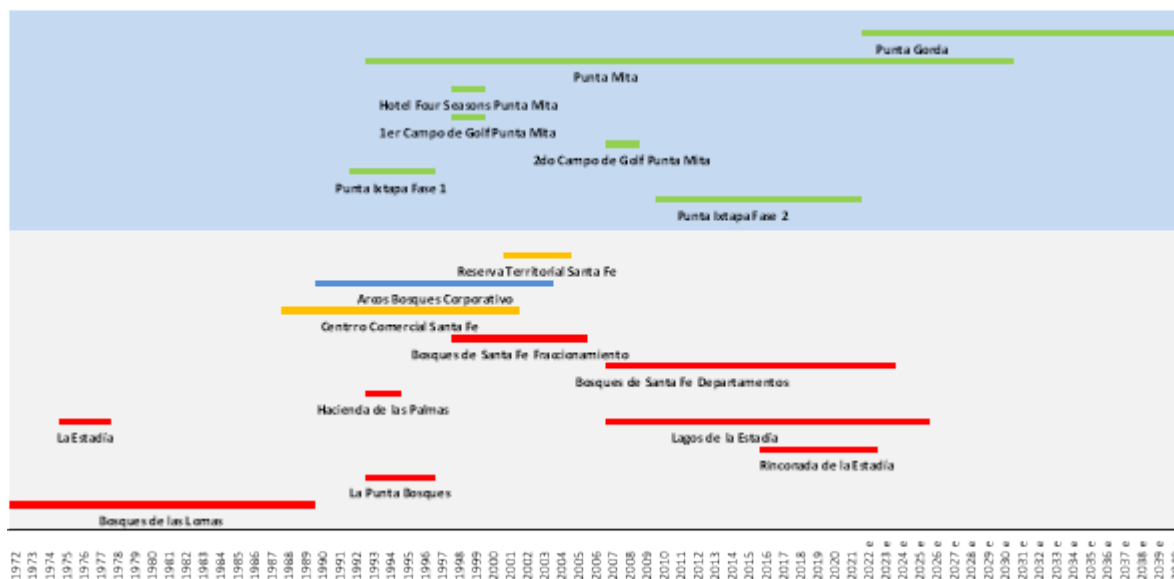 Punta Gorda
Punta Mita
Hotel Four Seasons Punta Mita
1er Campo de Golf Punta Mita
2do Campo de Golf Punta Mita
Punta Ixtapa Fase 1
Punta Ixtapa Fase 2
Reserva Territorial Santa Fe
Arcos Bosques Corporativo
Centrro Comercial Santa Fe
Bosques de Santa Fe Fraccionamiento
Bosques de Santa Fe Departamentos
Hacienda de las Palmas
La Estadía
Lagos de la Estadía
Rinconada de la Estadía
La Punta Bosques
Bosques de las Lomas
1972
1973
1974
1975
1976
1977
1978
1979
1980
1981
1982
1983
1984
1985
1986
1987
1988
1989
1990
1991
1992
1993
1994
1995
1996
1997
1998
1999
2000
2001
2002
2003
2004
2005
2006
2007
2008
2009
2010
2011
2012
2013
2014
2015
2016
2017
2018
2019
2020
2021
2022 e
2023 e
2024 e
2025 e
2026 e
2027 e
2028 e
2029 e
2030 e
2031 e
2032 e
2033 e
2034 e
2035 e
2036 e
2037 e
2038 e
2039 e